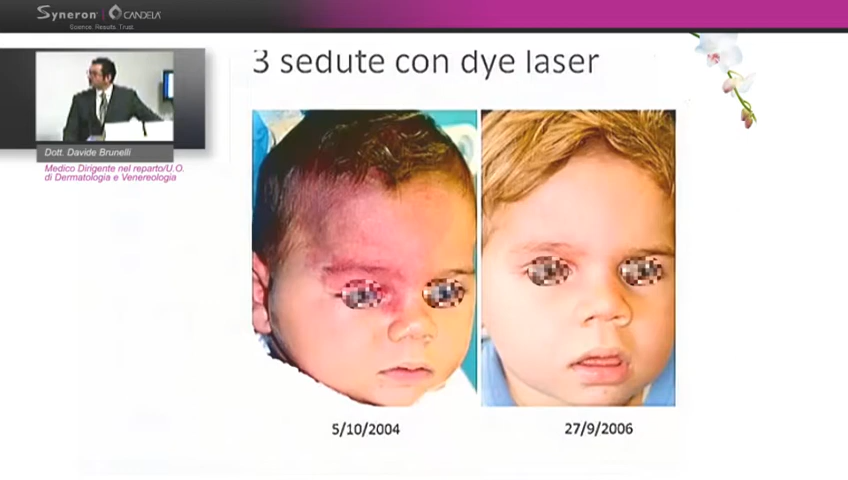 Syneron
CANDELA
Science. Results. Trust.
3 sedute con dye laser
Dott. Davide Brunelli
Medico Dirigente nel reparto/U.O.
di Dermatologia e Venereologia
5/10/2004
27/9/2006